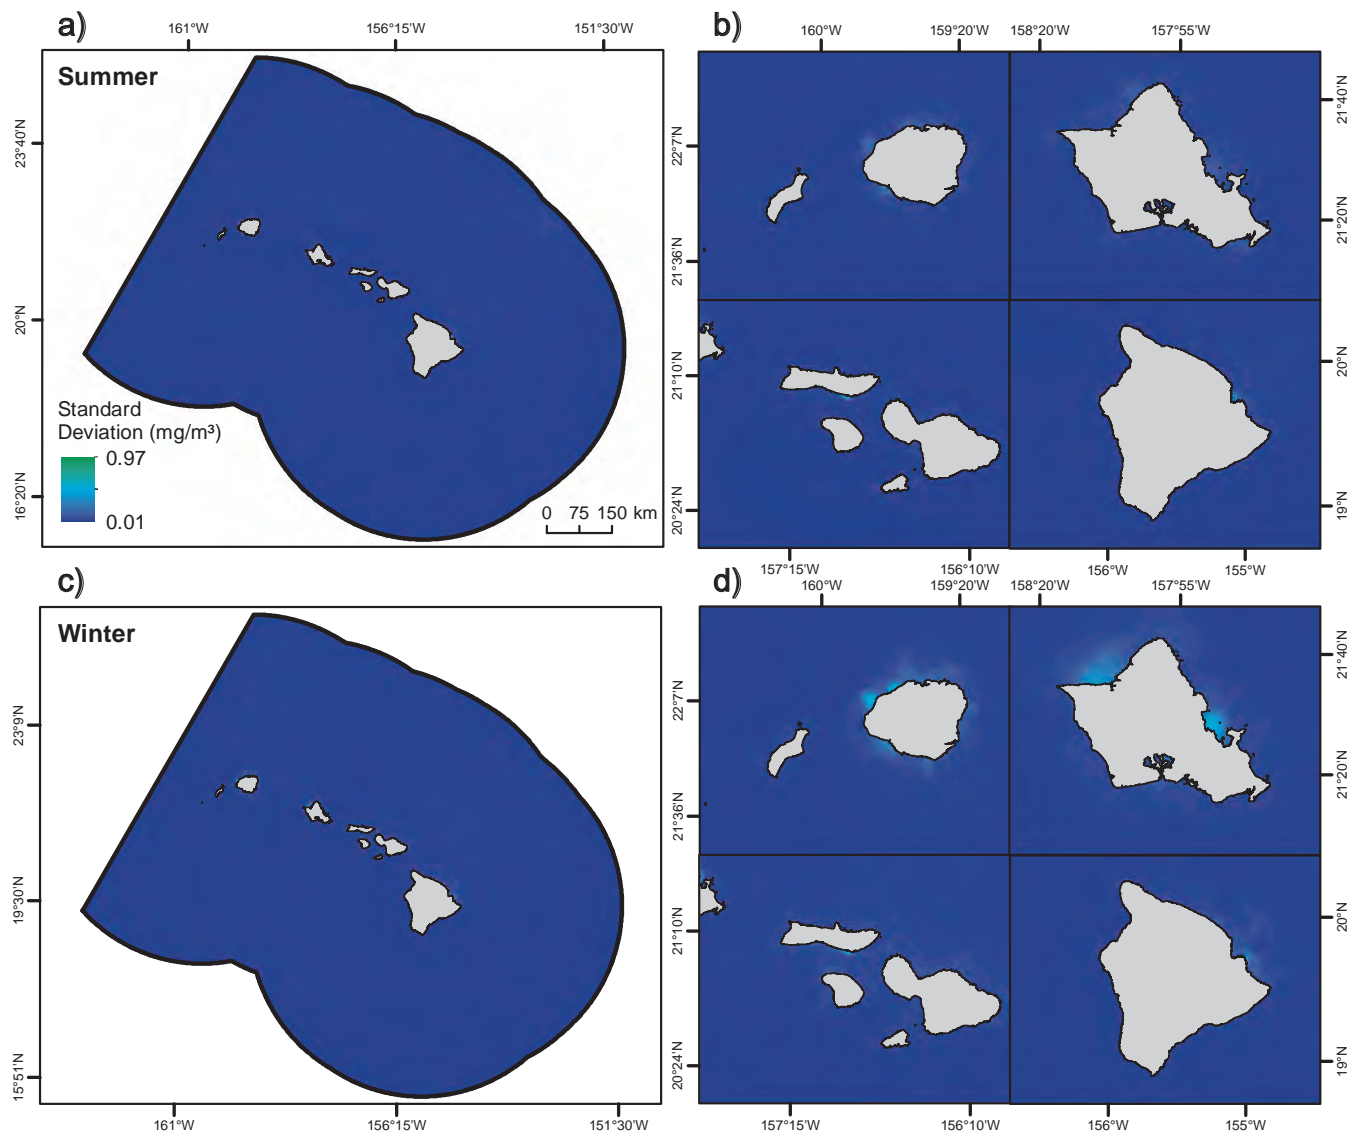 a)
161°W 156°15'W 151°30'W
Summer
23°40'N
20°N
16°20'N
Standard
Deviation (mg/m³)
0.97
0.01
0 75 150 km
b)
160°W 159°20'W 158°20'W 157°55'W
22°7'N
21°36'N
21°40'N
21°20'N
21°10'N
20°24'N
20°N
19°N
157°15'W 156°10'W 156°W 155°W
c)
Winter
23°9'N
19°30'N
15°51'N
161°W 156°15'W 151°30'W
d)
160°W 159°20'W 158°20'W 157°55'W
22°7'N
21°36'N
21°40'N
21°20'N
21°10'N
20°24'N
20°N
19°N
157°15'W 156°10'W 156°W 155°W